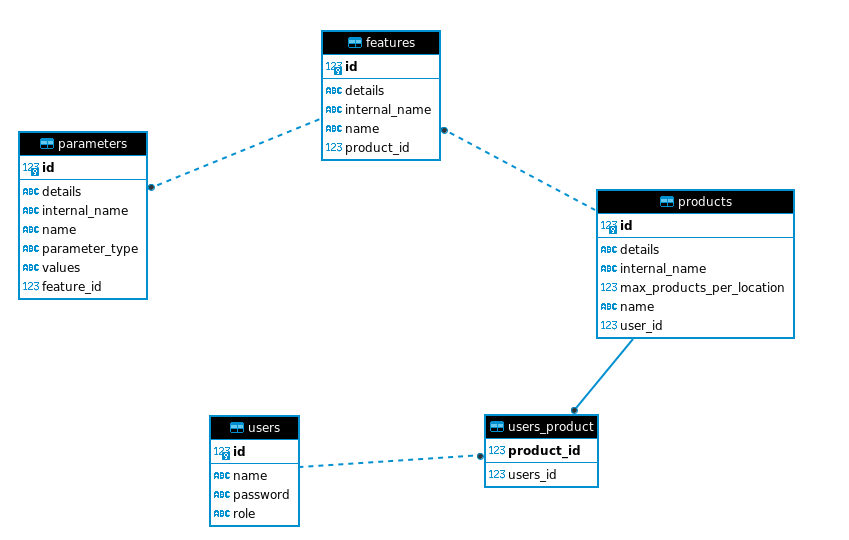 features
123 id
ABC details
ABC internal_name
ABC name
123 product_id
parameters
123 id
ABC details
ABC internal_name
ABC name
ABC parameter_type
ABC values
123 feature_id
products
123 id
ABC details
ABC internal_name
123 max_products_per_location
ABC name
123 user_id
users
123 id
ABC name
ABC password
ABC role
users_product
123 product_id
123 users_id